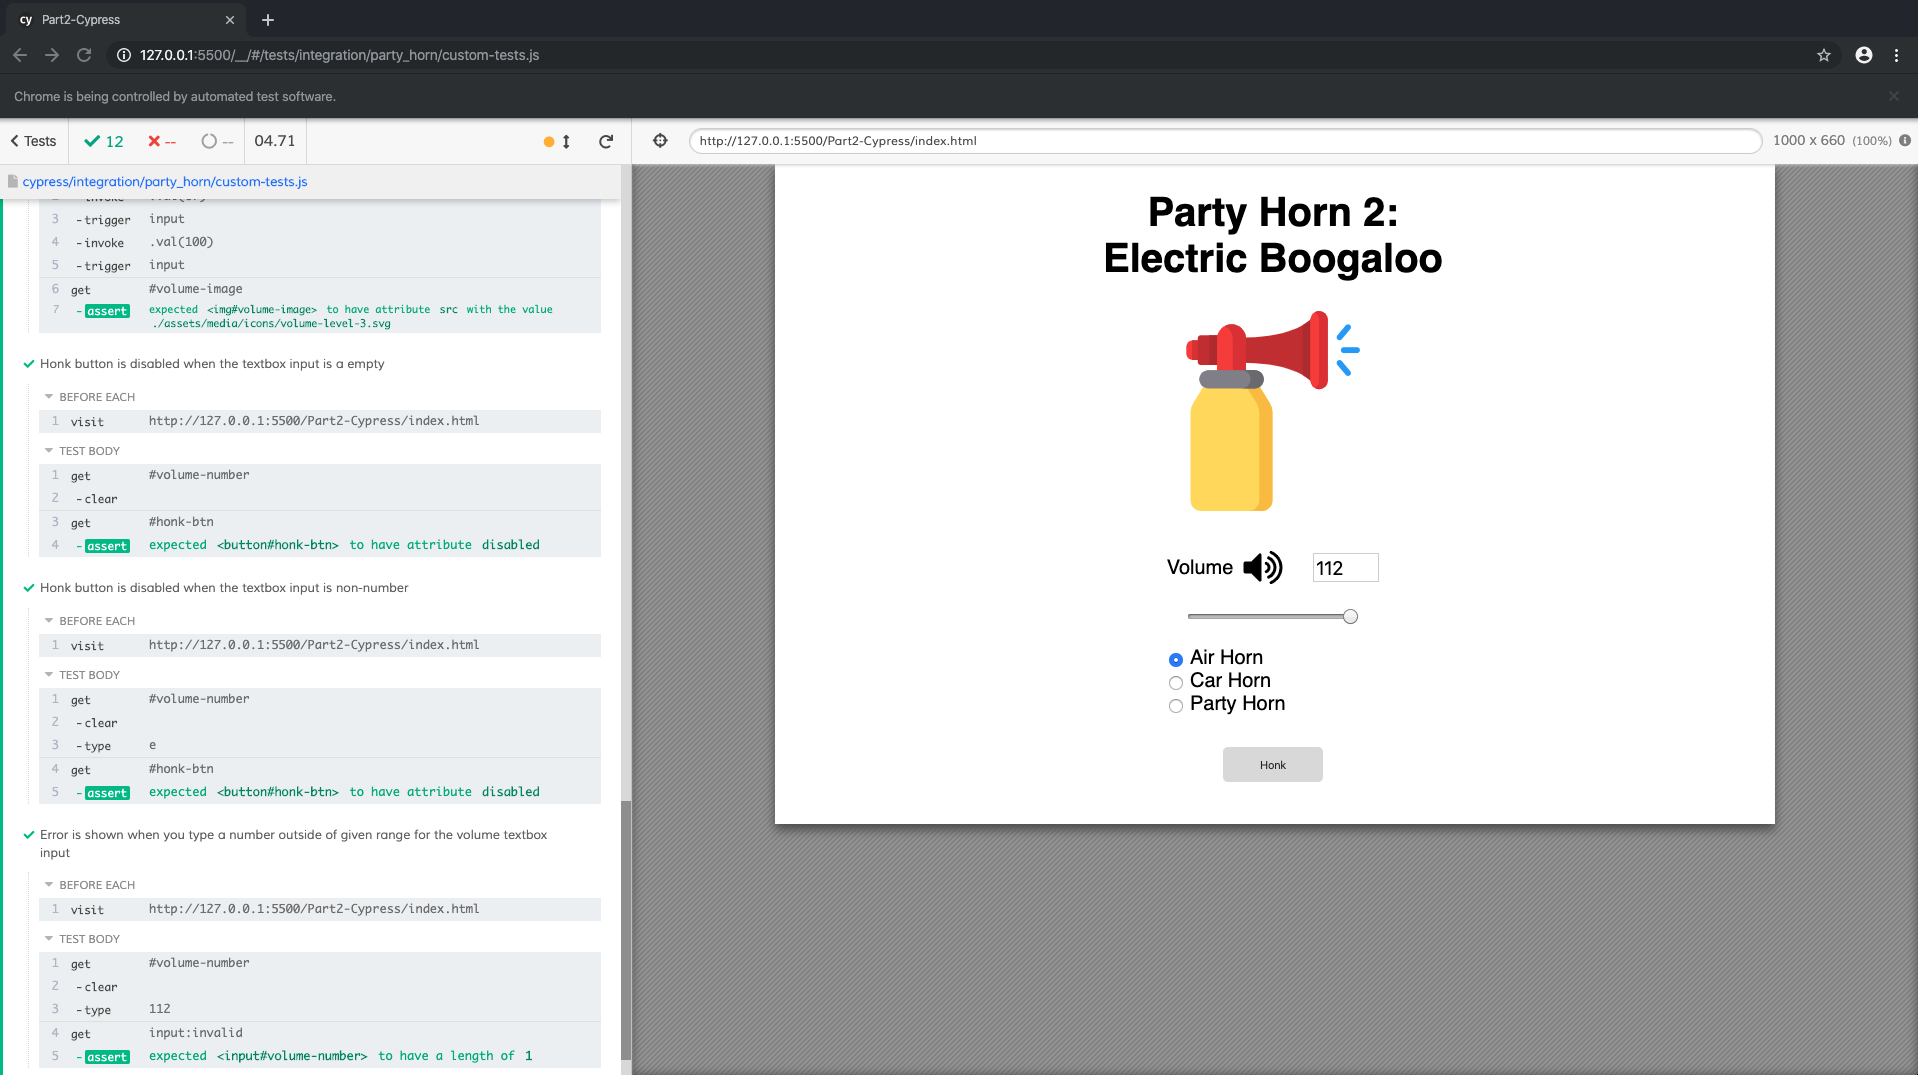 cy Part2-Cypress
127.0.0.1:5500/__/#/tests/integration/party_horn/custom-tests.js
Chrome is being controlled by automated test software.
Tests 12 -- -- 04.71
http://127.0.0.1:5500/Part2-Cypress/index.html 1000 x 660 (100%)
cypress/integration/party_horn/custom-tests.js
3 - trigger input
4 - invoke .val(100)
5 - trigger input
6 get #volume-image
7 - assert expected <img#volume-image> to have attribute src with the value
./assets/media/icons/volume-level-3.svg
Honk button is disabled when the textbox input is a empty
BEFORE EACH
1 visit http://127.0.0.1:5500/Part2-Cypress/index.html
TEST BODY
1 get #volume-number
2 - clear
3 get #honk-btn
4 - assert expected <button#honk-btn> to have attribute disabled
Honk button is disabled when the textbox input is non-number
BEFORE EACH
1 visit http://127.0.0.1:5500/Part2-Cypress/index.html
TEST BODY
1 get #volume-number
2 - clear
3 - type e
4 get #honk-btn
5 - assert expected <button#honk-btn> to have attribute disabled
Error is shown when you type a number outside of given range for the volume textbox
input
BEFORE EACH
1 visit http://127.0.0.1:5500/Part2-Cypress/index.html
TEST BODY
1 get #volume-number
2 - clear
3 - type 112
4 get input:invalid
5 - assert expected <input#volume-number> to have a length of 1
Party Horn 2:
Electric Boogaloo
Volume 112
Air Horn
Car Horn
Party Horn
Honk